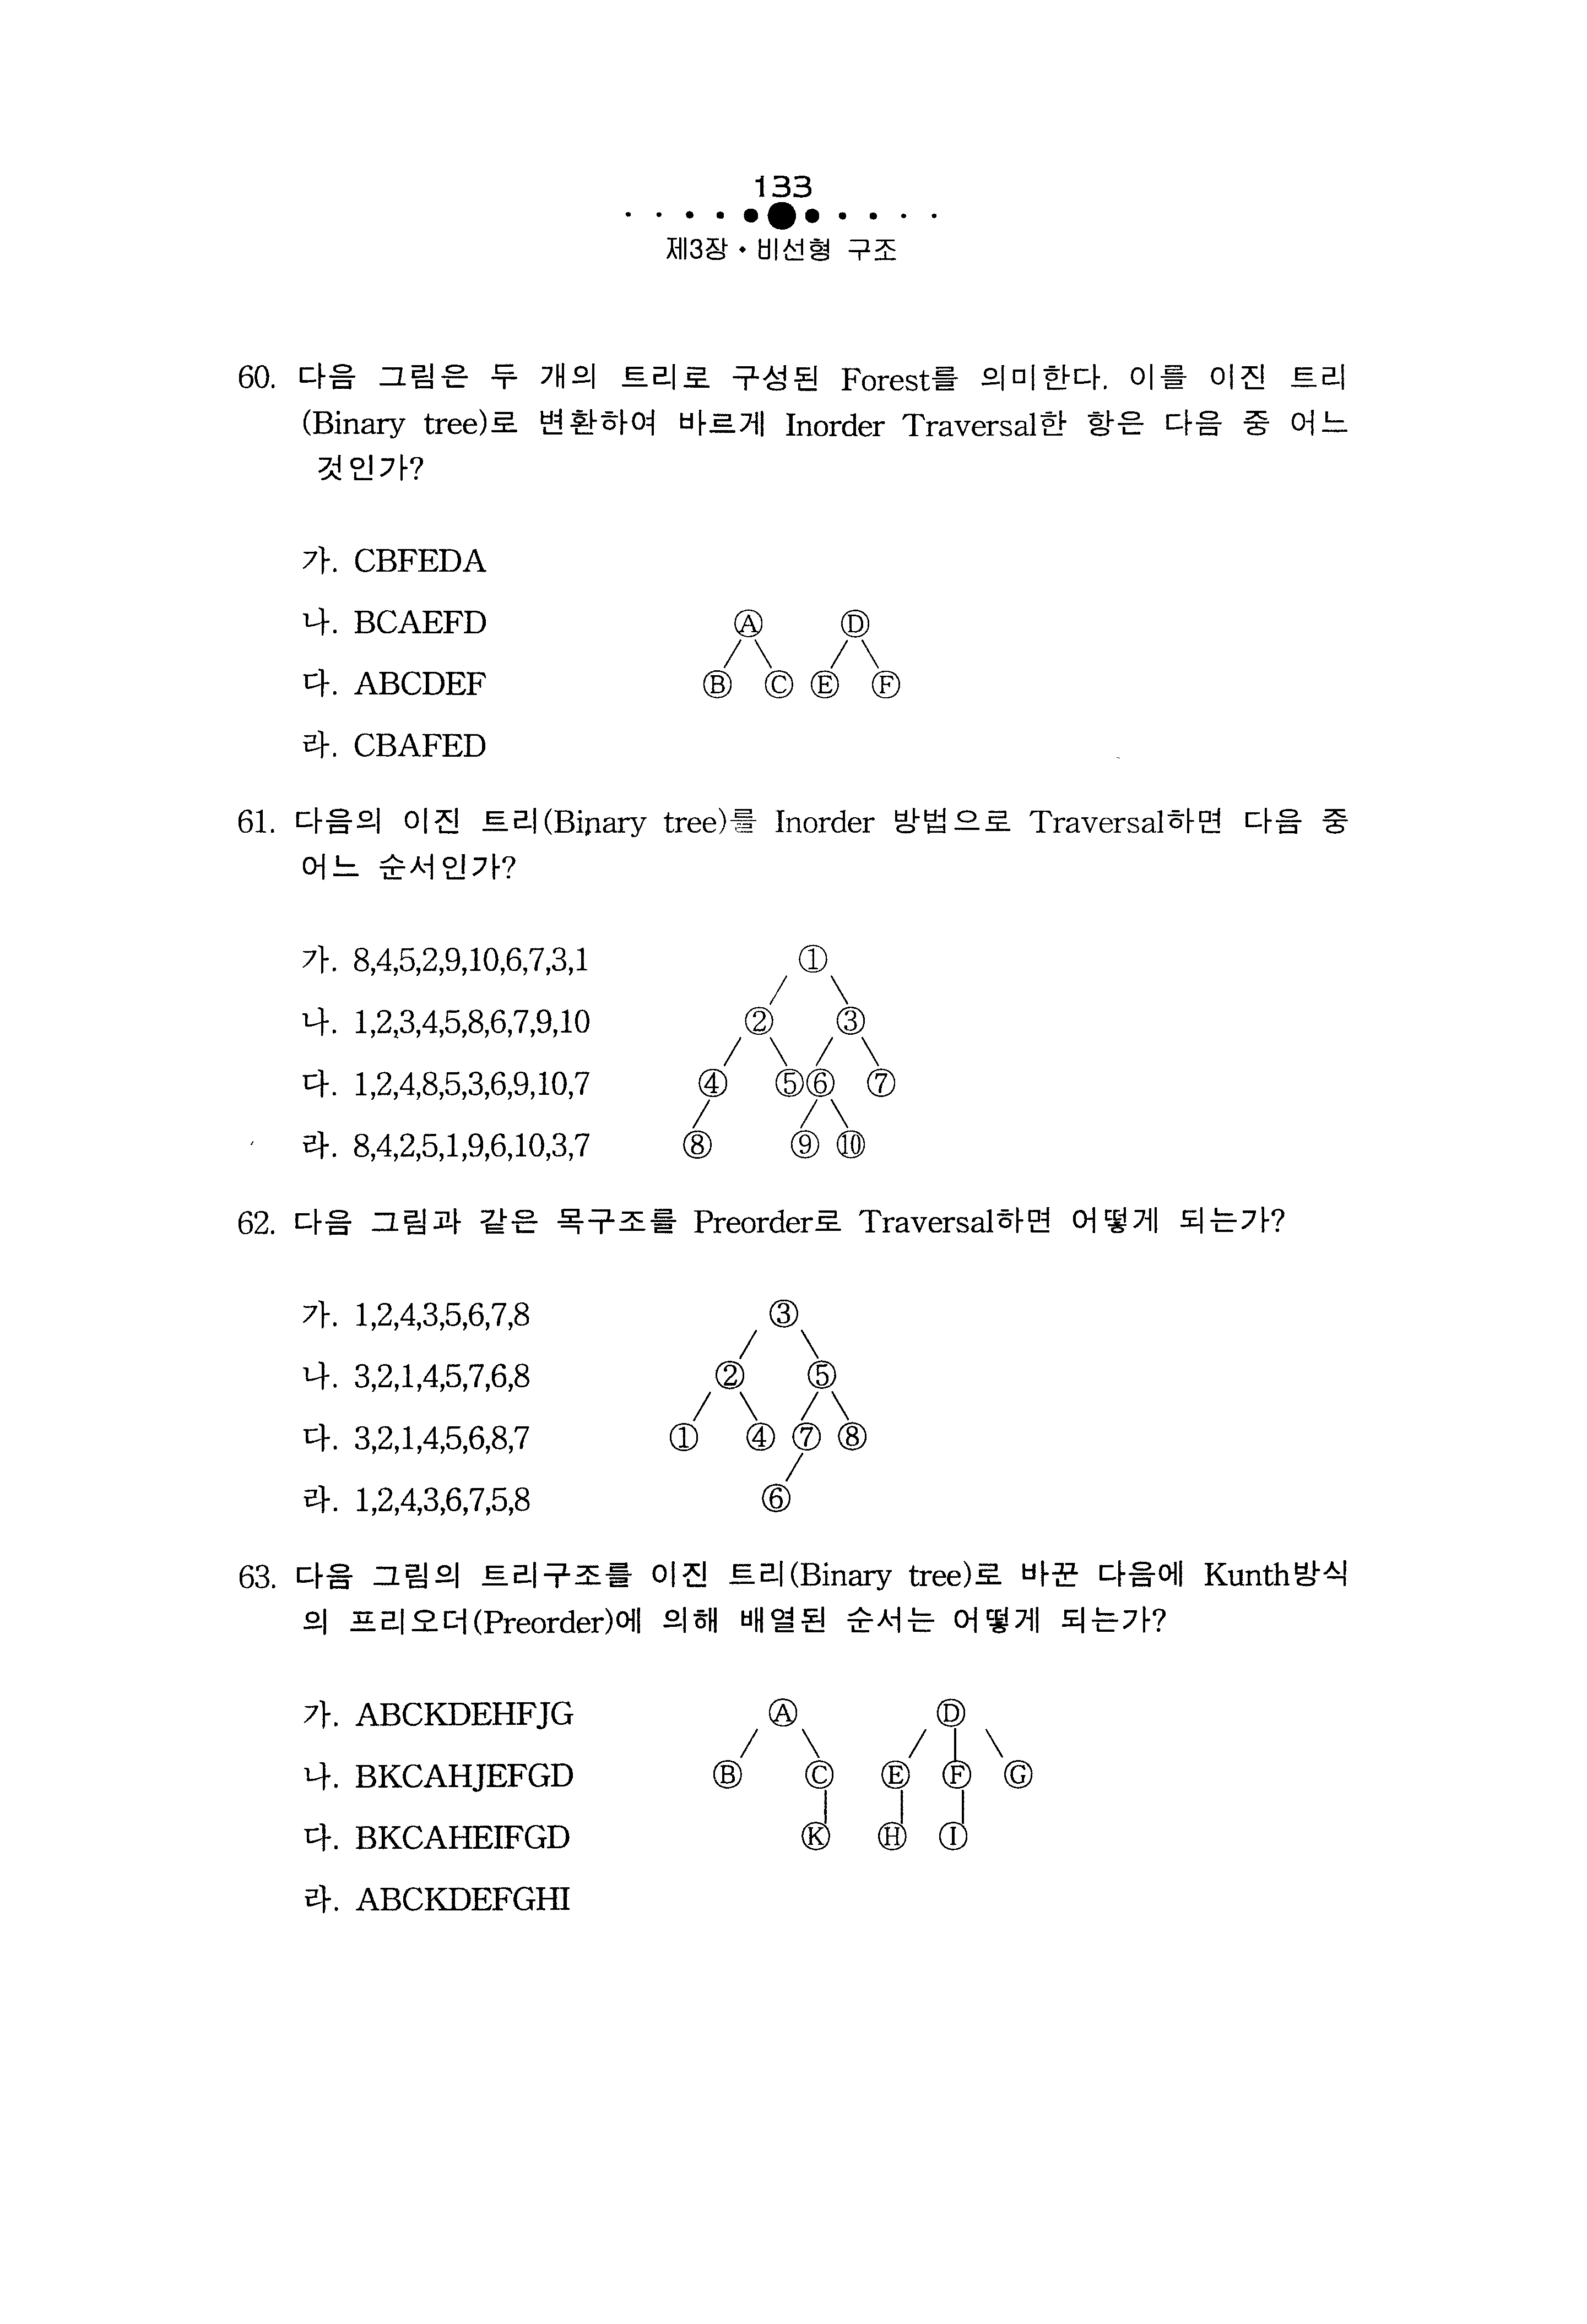 133
제3장 · 비선형 구조
60. 다음 그림은 두 개의 트리로 구성된 Forest를 의미한다. 이를 이진 트리
(Binary tree)로 변환하여 바르게 Inorder Traversal한 항은 다음 중 어느
것인가?
가. CBFEDA
나. BCAEFD
Ⓐ Ⓓ
다. ABCDEF
Ⓑ Ⓒ Ⓔ Ⓕ
라. CBAFED
61. 다음의 이진 트리(Binary tree)를 Inorder 방법으로 Traversal하면 다음 중
어느 순서인가?
가. 8,4,5,2,9,10,6,7,3,1
①
나. 1,2,3,4,5,8,6,7,9,10
② ③
다. 1,2,4,8,5,3,6,9,10,7
④ ⑤ ⑥ ⑦
라. 8,4,2,5,1,9,6,10,3,7
⑧ ⑨ ⑩
62. 다음 그림과 같은 목구조를 Preorder로 Traversal하면 어떻게 되는가?
가. 1,2,4,3,5,6,7,8
③
나. 3,2,1,4,5,7,6,8
② ⑤
다. 3,2,1,4,5,6,8,7
① ④ ⑦ ⑧
라. 1,2,4,3,6,7,5,8
⑥
63. 다음 그림의 트리구조를 이진 트리(Binary tree)로 바꾼 다음에 Kunth방식
의 프리오더(Preorder)에 의해 배열된 순서는 어떻게 되는가?
가. ABCKDEHFJG
Ⓐ Ⓓ
나. BKCAHJEFGD
Ⓑ Ⓒ Ⓔ Ⓕ Ⓖ
다. BKCAHEIFGD
Ⓚ Ⓗ Ⓘ
라. ABCKDEFGHI